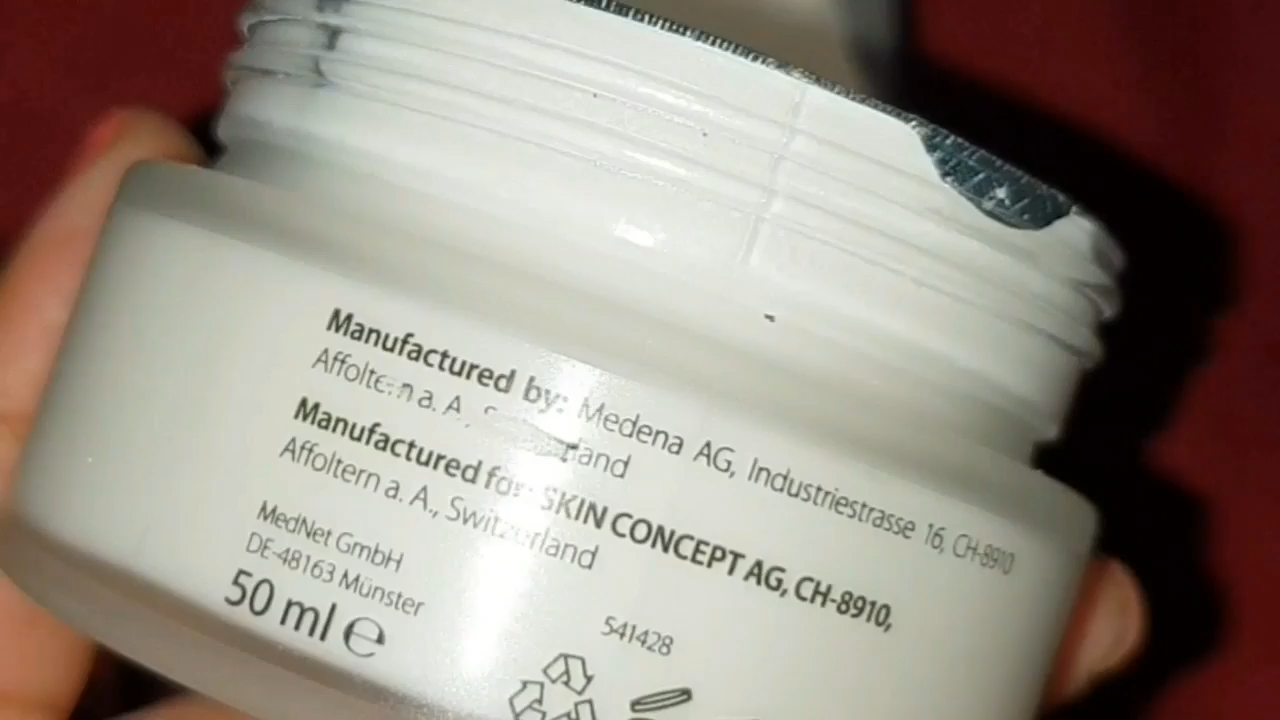 Manufactured by: Medena AG, Industriestrasse 16, CH-8910
Affoltern a. A.,
Manufactured for: SKIN CONCEPT AG, CH-8910,
Affoltern a. A., Switzerland
MedNet GmbH
DE-48163 Münster
50 ml ℮
541428